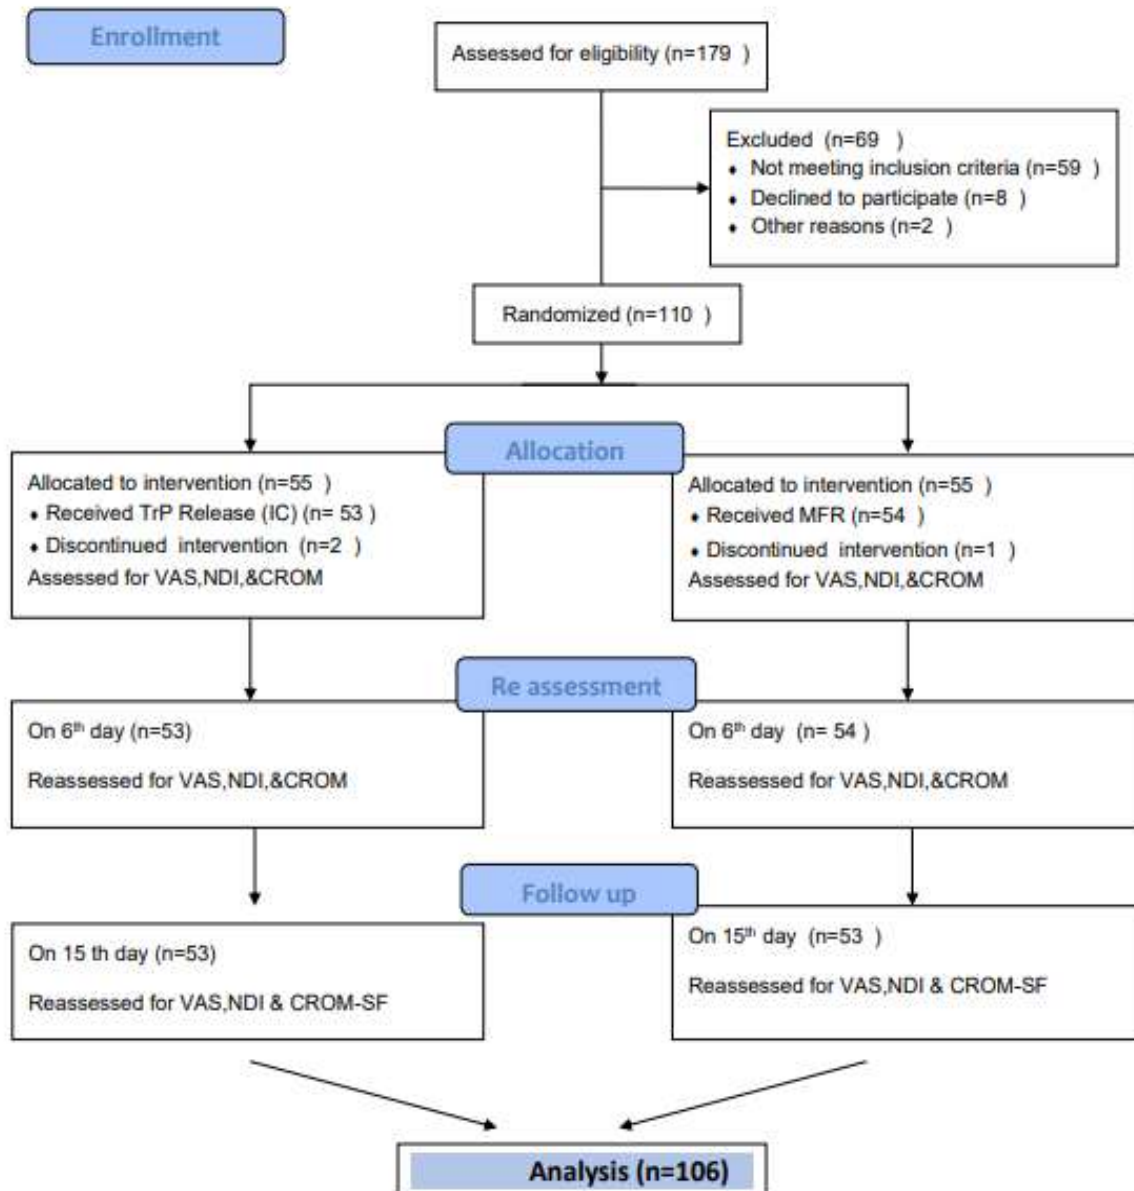 Enrollment
Assessed for eligibility (n=179 )
Excluded (n=69 )
♦ Not meeting inclusion criteria (n=59 )
♦ Declined to participate (n=8 )
♦ Other reasons (n=2 )
Randomized (n=110 )
Allocation
Allocated to intervention (n=55 )
♦ Received TrP Release (IC) (n= 53 )
♦ Discontinued intervention (n=2 )
Assessed for VAS,NDI,&CROM
Allocated to intervention (n=55 )
♦ Received MFR (n=54 )
♦ Discontinued intervention (n=1 )
Assessed for VAS,NDI,&CROM
Re assessment
On 6th day (n=53)
Reassessed for VAS,NDI,&CROM
On 6th day (n= 54 )
Reassessed for VAS,NDI,&CROM
Follow up
On 15 th day (n=53)
Reassessed for VAS,NDI & CROM-SF
On 15th day (n=53 )
Reassessed for VAS,NDI & CROM-SF
Analysis (n=106)